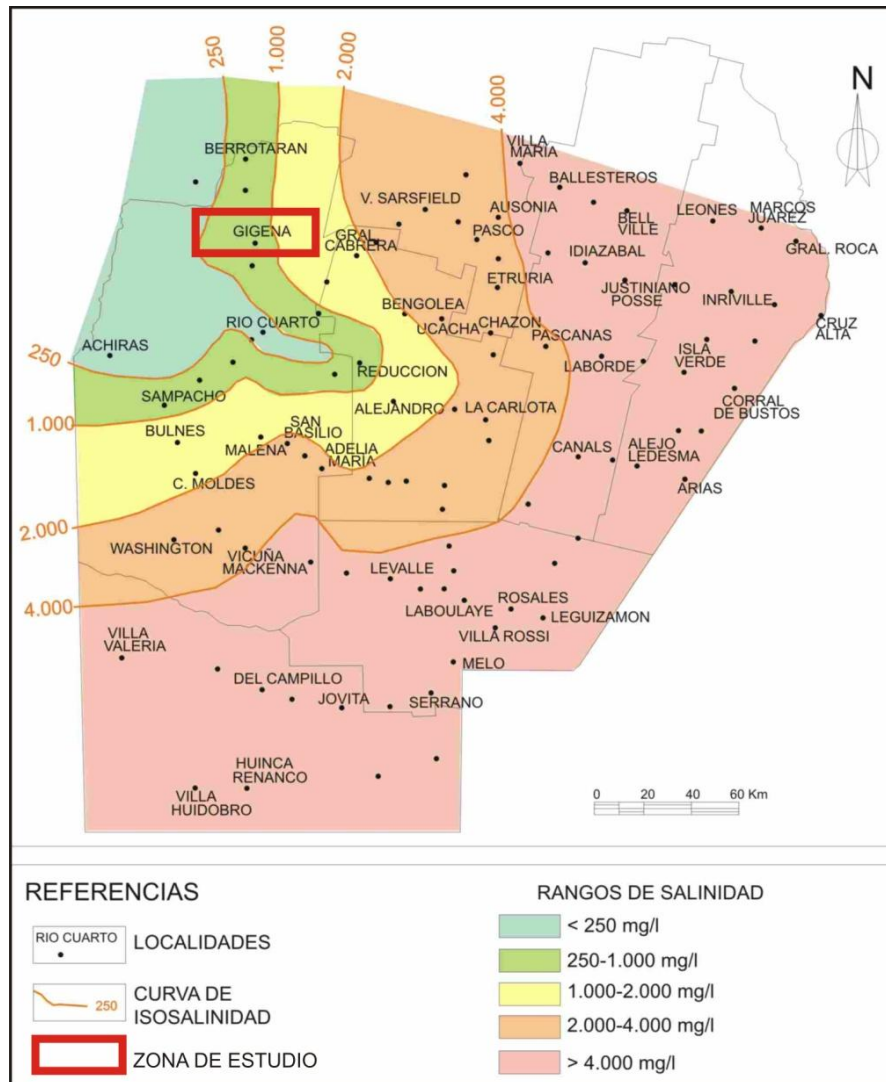 250
1.000
2.000
4.000
N
BERROTARAN
VILLA
MARIA
BALLESTEROS
V. SARSFIELD
AUSONIA
BELL
VILLE
LEONES
MARCOS
JUAREZ
GIGENA
GRAL.
CABRERA
PASCO
IDIAZABAL
GRAL. ROCA
ETRURIA
JUSTINIANO
POSSE
INRIVILLE
BENGOLEA
UCACHA
CHAZON
RIO CUARTO
PASCANAS
CRUZ
ALTA
ACHIRAS
250
REDUCCION
LABORDE
ISLA
VERDE
SAMPACHO
ALEJANDRO
LA CARLOTA
CORRAL
DE BUSTOS
1.000
BULNES
SAN
BASILIO
MALENA
ADELIA
MARIA
CANALS
ALEJO
LEDESMA
C. MOLDES
ARIAS
2.000
WASHINGTON
VICUÑA
MACKENNA
LEVALLE
4.000
LABOULAYE
ROSALES
LEGUIZAMON
VILLA ROSSI
VILLA
VALERIA
MELO
DEL CAMPILLO
JOVITA
SERRANO
HUINCA
RENANCO
VILLA
HUIDOBRO
0 20 40 60 Km
REFERENCIAS
RIO CUARTO
LOCALIDADES
250
CURVA DE
ISOSALINIDAD
ZONA DE ESTUDIO
RANGOS DE SALINIDAD
< 250 mg/l
250-1.000 mg/l
1.000-2.000 mg/l
2.000-4.000 mg/l
> 4.000 mg/l